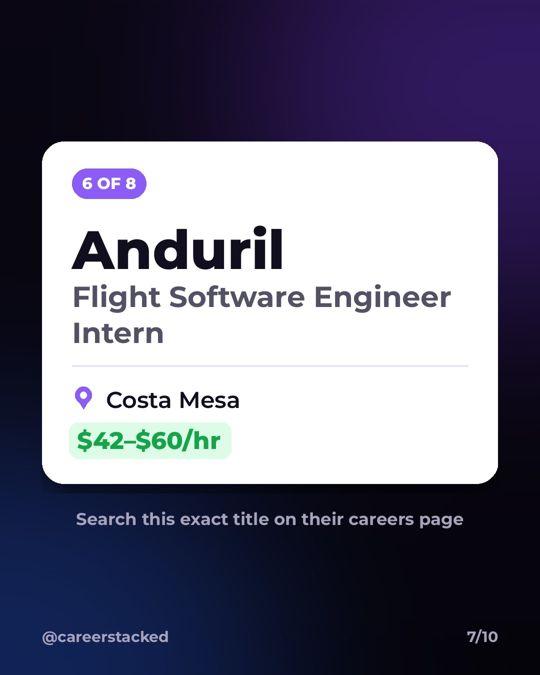 6 OF 8
Anduril
Flight Software Engineer
Intern
Costa Mesa
$42–$60/hr
Search this exact title on their careers page
@careerstacked
7/10